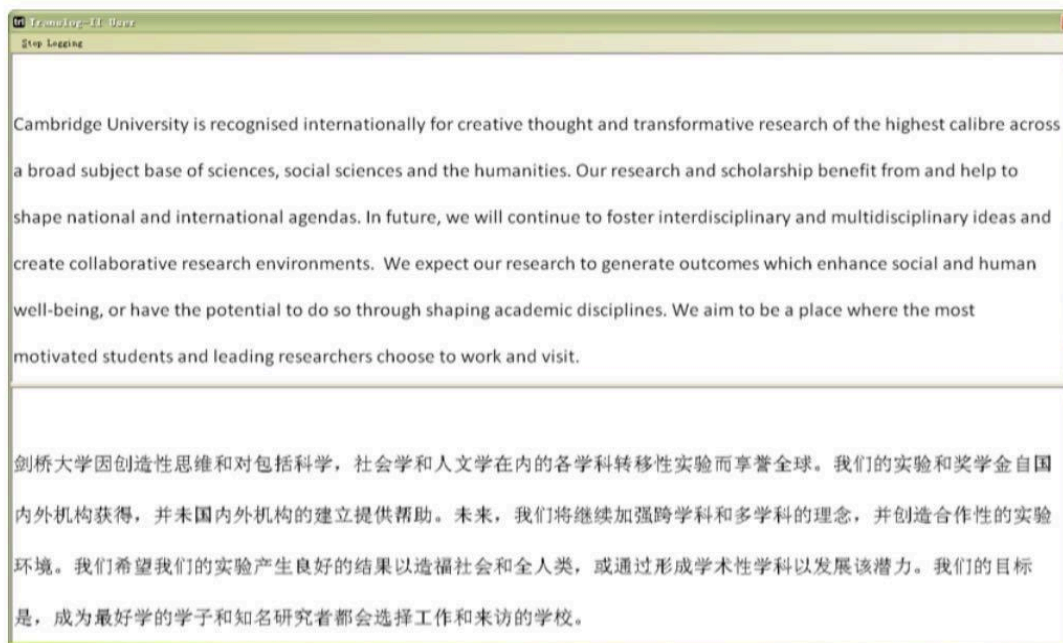 Translog-II User
Stop Logging
Cambridge University is recognised internationally for creative thought and transformative research of the highest calibre across
a broad subject base of sciences, social sciences and the humanities. Our research and scholarship benefit from and help to
shape national and international agendas. In future, we will continue to foster interdisciplinary and multidisciplinary ideas and
create collaborative research environments.  We expect our research to generate outcomes which enhance social and human
well-being, or have the potential to do so through shaping academic disciplines. We aim to be a place where the most
motivated students and leading researchers choose to work and visit.
剑桥大学因创造性思维和对包括科学，社会学和人文学在内的各学科转移性实验而享誉全球。我们的实验和奖学金自国
内外机构获得，并未国内外机构的建立提供帮助。未来，我们将继续加强跨学科和多学科的理念，并创造合作性的实验
环境。我们希望我们的实验产生良好的结果以造福社会和全人类，或通过形成学术性学科以发展该潜力。我们的目标
是，成为最好学的学子和知名研究者都会选择工作和来访的学校。